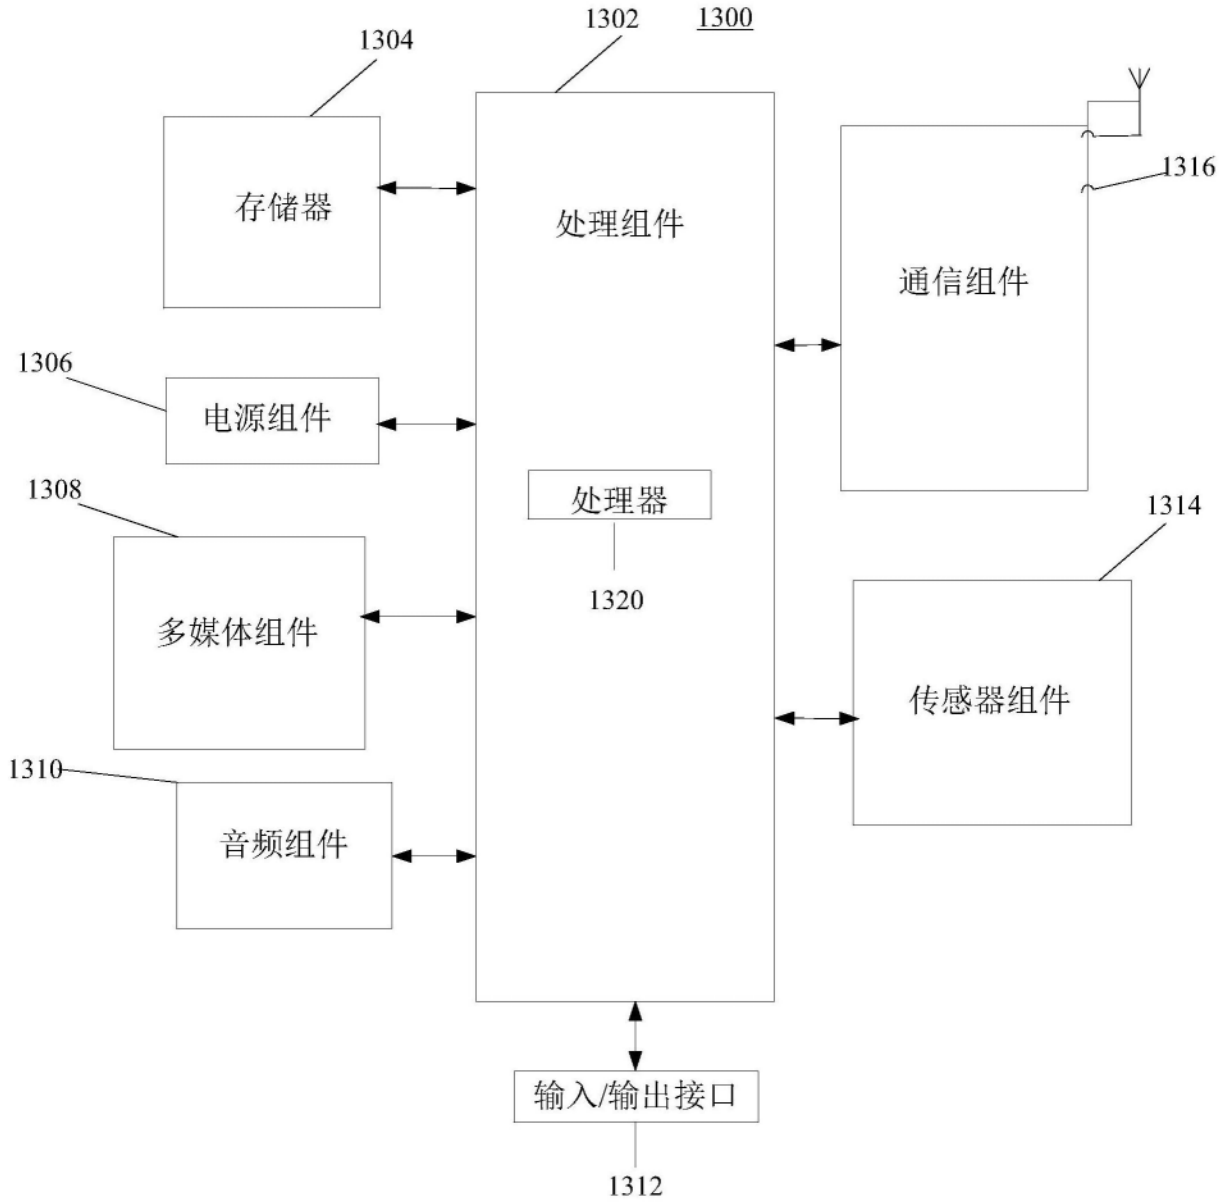 1302
1300
1304
存储器
处理组件
1316
通信组件
1306
电源组件
1308
处理器
1314
1320
多媒体组件
传感器组件
1310
音频组件
输入/输出接口
1312